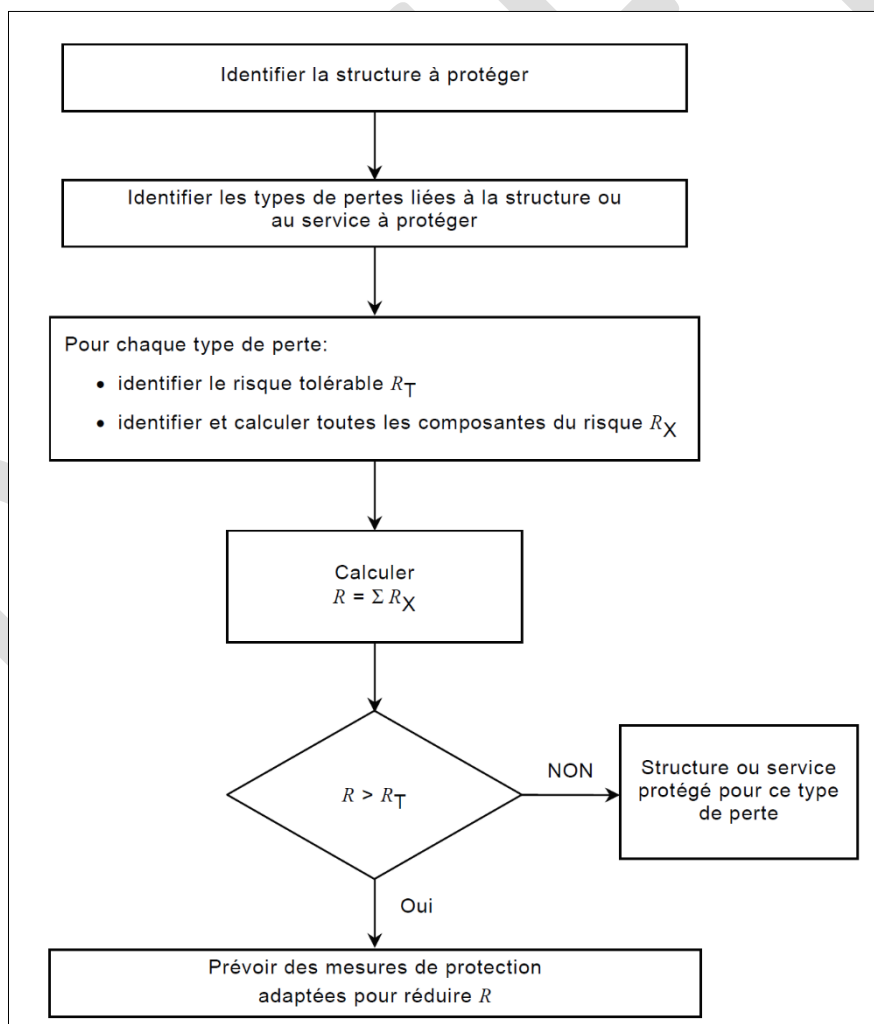 Identifier la structure à protéger
Identifier les types de pertes liées à la structure ou
au service à protéger
Pour chaque type de perte:
• identifier le risque tolérable RT
• identifier et calculer toutes les composantes du risque RX
Calculer
R = Σ RX
R > RT
NON
Structure ou service
protégé pour ce type
de perte
Oui
Prévoir des mesures de protection
adaptées pour réduire R